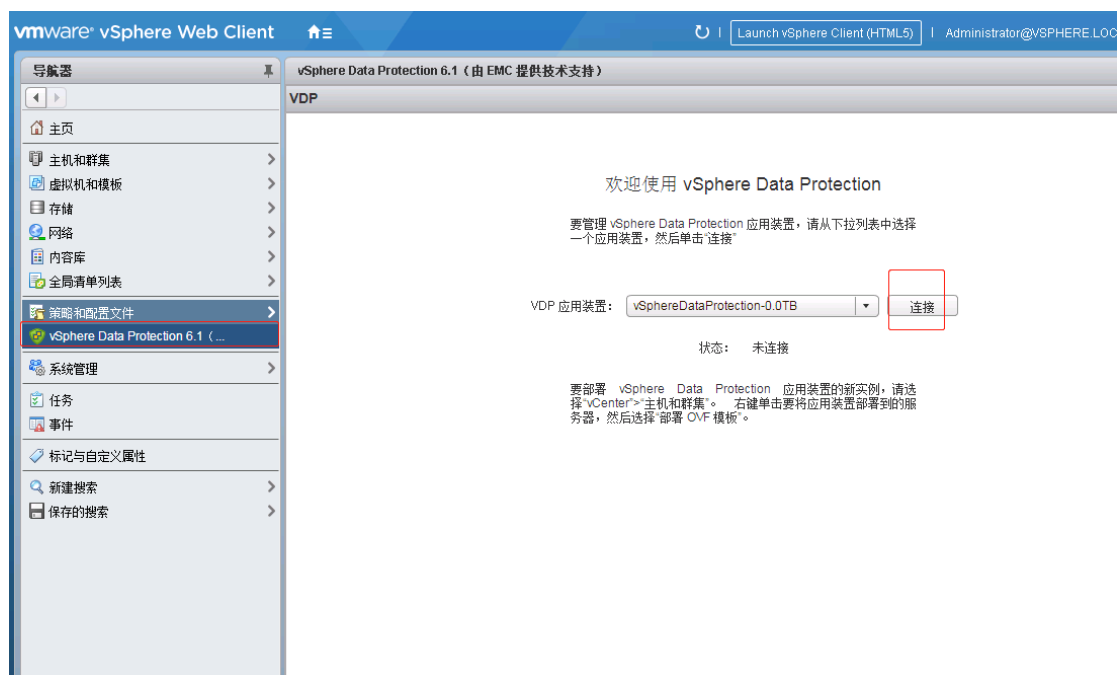 vmware® vSphere Web Client
Launch vSphere Client (HTML5)
Administrator@VSPHERE.LOC
导航器
主页
主机和群集
虚拟机和模板
存储
网络
内容库
全局清单列表
策略和配置文件
vSphere Data Protection 6.1（...
系统管理
任务
事件
标记与自定义属性
新建搜索
保存的搜索
vSphere Data Protection 6.1（由 EMC 提供技术支持）
VDP
欢迎使用 vSphere Data Protection
要管理 vSphere Data Protection 应用装置，请从下拉列表中选择
一个应用装置，然后单击“连接”
VDP 应用装置： vSphereDataProtection-0.0TB 连接
状态： 未连接
要部署 vSphere Data Protection 应用装置的新实例，请选
择“vCenter”>“主机和群集”。 右键单击要将应用装置部署到的服
务器，然后选择“部署 OVF 模板”。